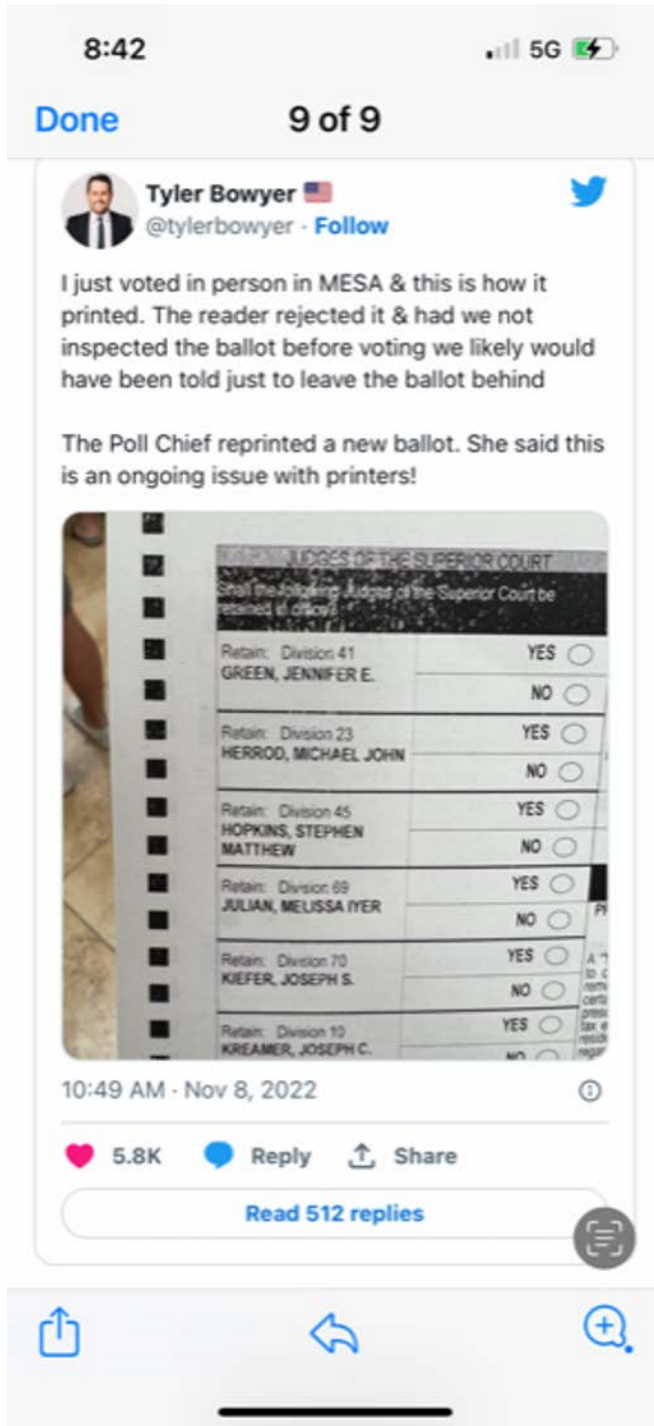 8:42 5G
Done 9 of 9
Tyler Bowyer 🇺🇸
@tylerbowyer · Follow
I just voted in person in MESA & this is how it
printed. The reader rejected it & had we not
inspected the ballot before voting we likely would
have been told just to leave the ballot behind
The Poll Chief reprinted a new ballot. She said this
is an ongoing issue with printers!
JUDGES OF THE SUPERIOR COURT
Shall the following Judges of the Superior Court be
retained in office?
Retain: Division 41 YES
GREEN, JENNIFER E.
NO
Retain: Division 23 YES
HERROD, MICHAEL JOHN
NO
Retain: Division 45 YES
HOPKINS, STEPHEN
MATTHEW NO
Retain: Division 69 YES
JULIAN, MELISSA IYER
NO
Retain: Division 70 YES
KIEFER, JOSEPH S.
NO
Retain: Division 10 YES
KREAMER, JOSEPH C.
NO
10:49 AM · Nov 8, 2022
5.8K Reply Share
Read 512 replies